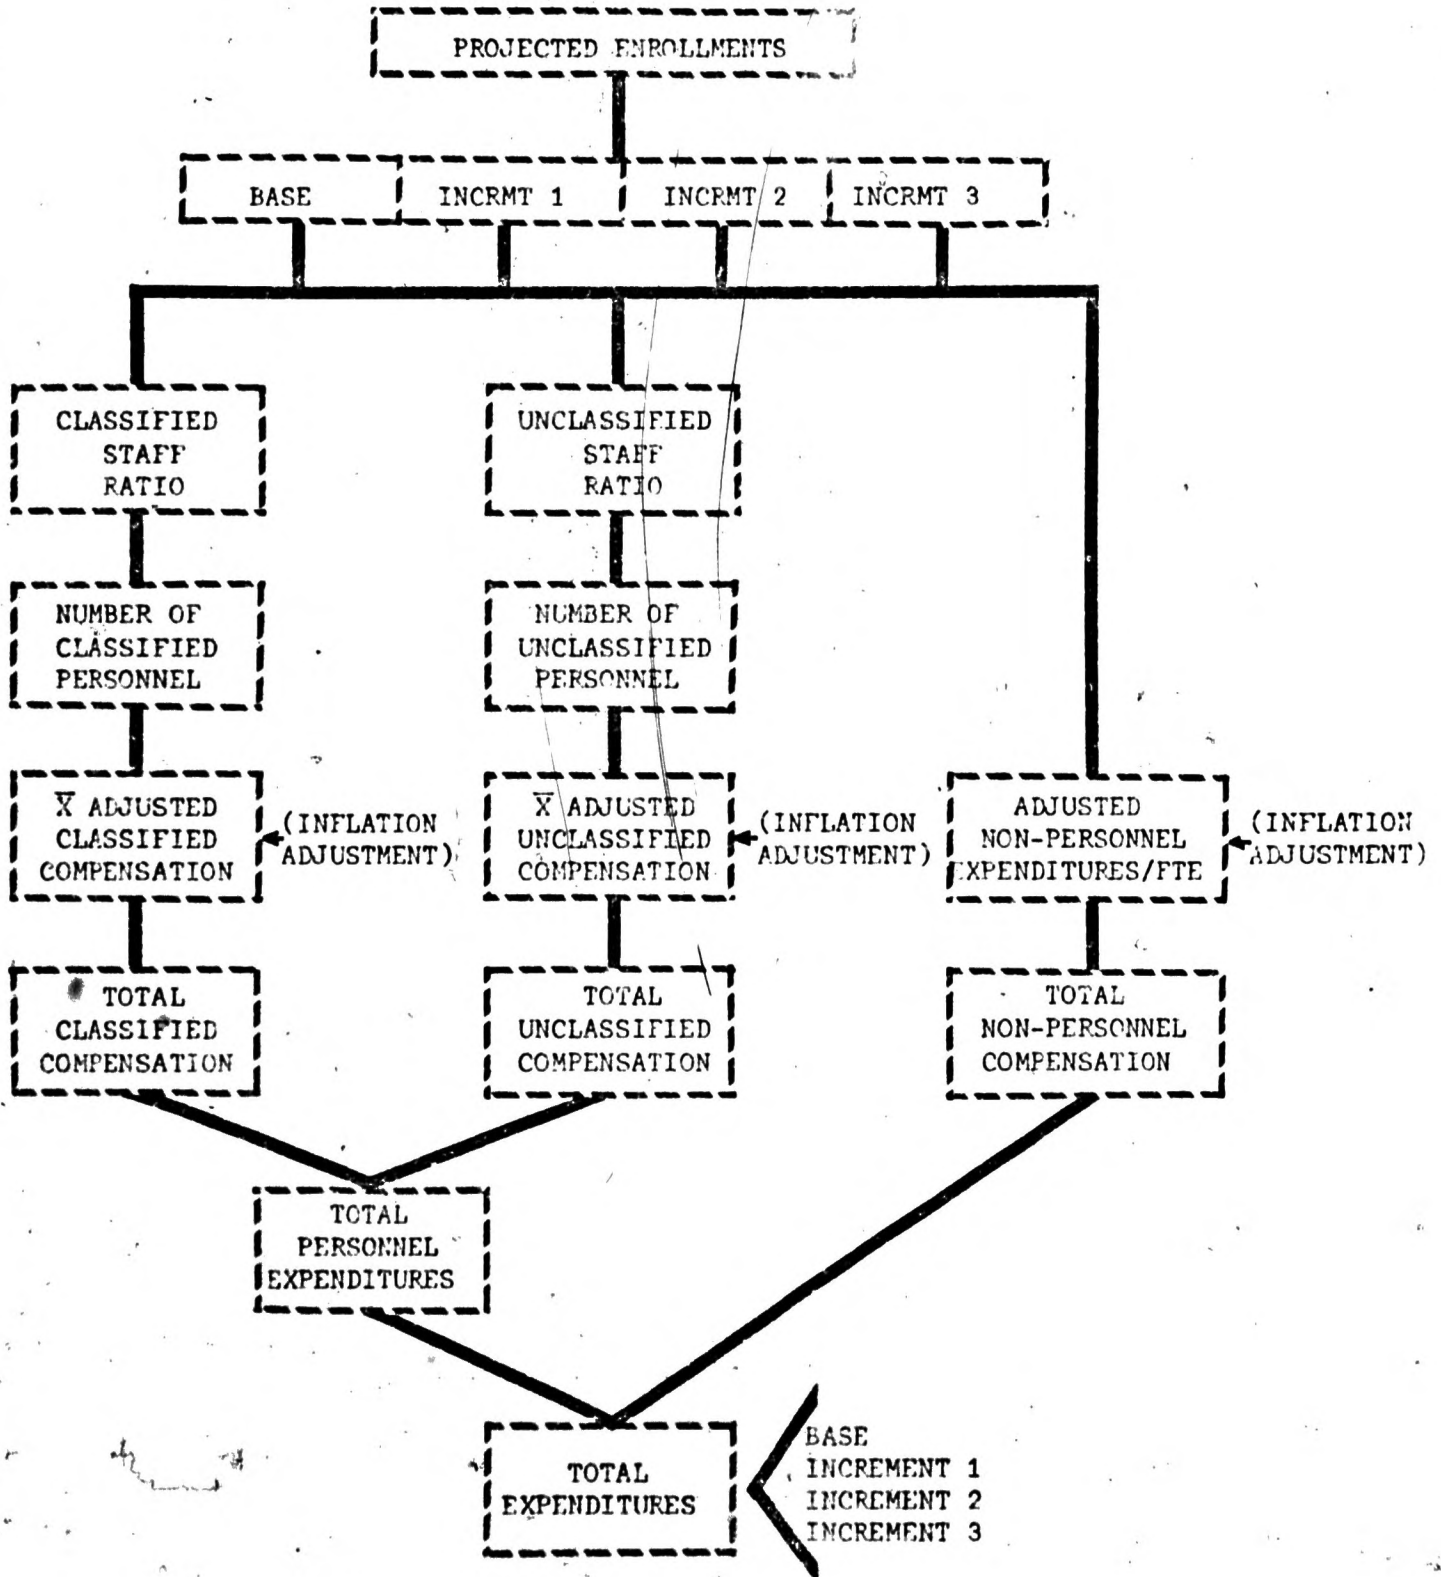 PROJECTED ENROLLMENTS
BASE
INCRMT 1
INCRMT 2
INCRMT 3
CLASSIFIED
STAFF
RATIO
UNCLASSIFIED
STAFF
RATIO
NUMBER OF
CLASSIFIED
PERSONNEL
NUMBER OF
UNCLASSIFIED
PERSONNEL
X̅ ADJUSTED
CLASSIFIED
COMPENSATION
(INFLATION
ADJUSTMENT)
X̅ ADJUSTED
UNCLASSIFIED
COMPENSATION
(INFLATION
ADJUSTMENT)
ADJUSTED
NON-PERSONNEL
EXPENDITURES/FTE
(INFLATION
ADJUSTMENT)
TOTAL
CLASSIFIED
COMPENSATION
TOTAL
UNCLASSIFIED
COMPENSATION
TOTAL
NON-PERSONNEL
COMPENSATION
TOTAL
PERSONNEL
EXPENDITURES
TOTAL
EXPENDITURES
BASE
INCREMENT 1
INCREMENT 2
INCREMENT 3